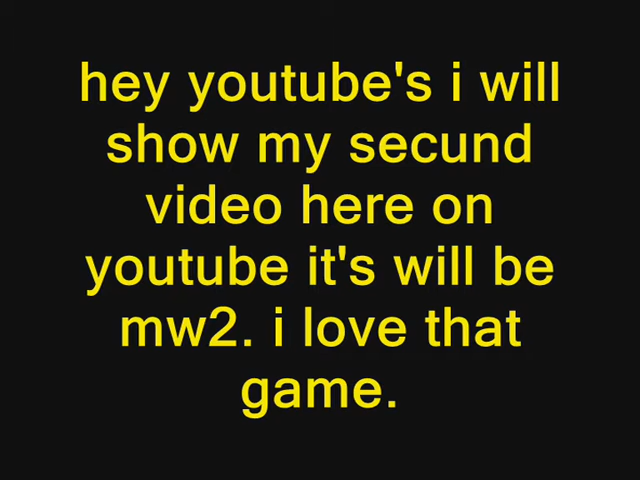 hey youtube's i will
show my secund
video here on
youtube it's will be
mw2. i love that
game.